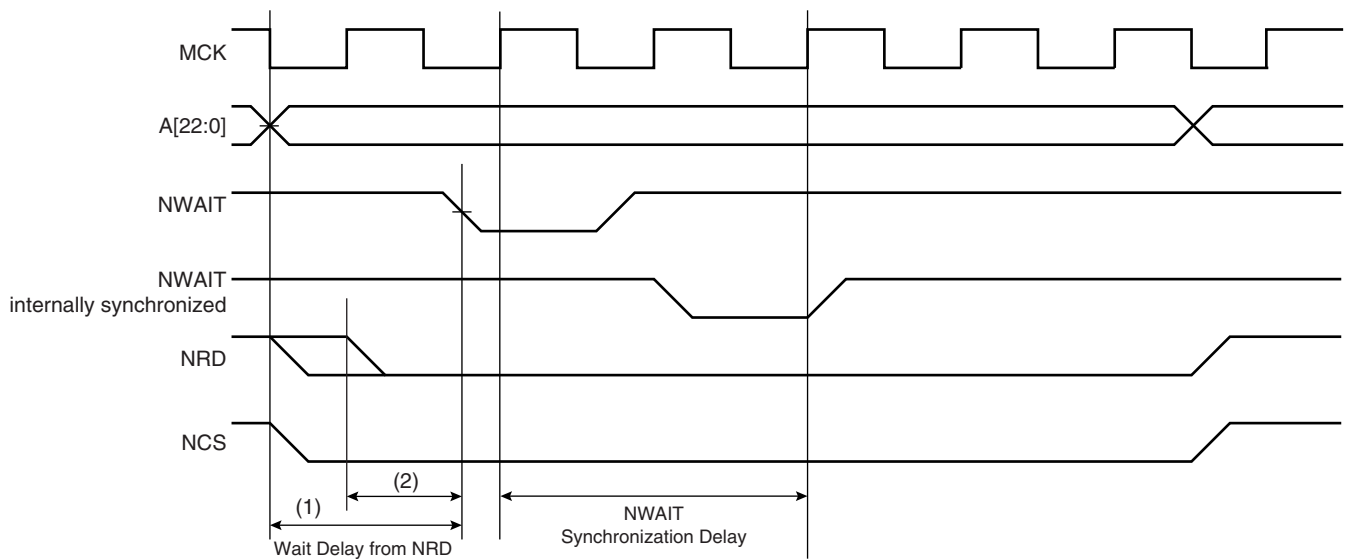 MCK
A[22:0]
NWAIT
NWAIT
internally synchronized
NRD
NCS
(1)
(2)
Wait Delay from NRD
NWAIT
Synchronization Delay